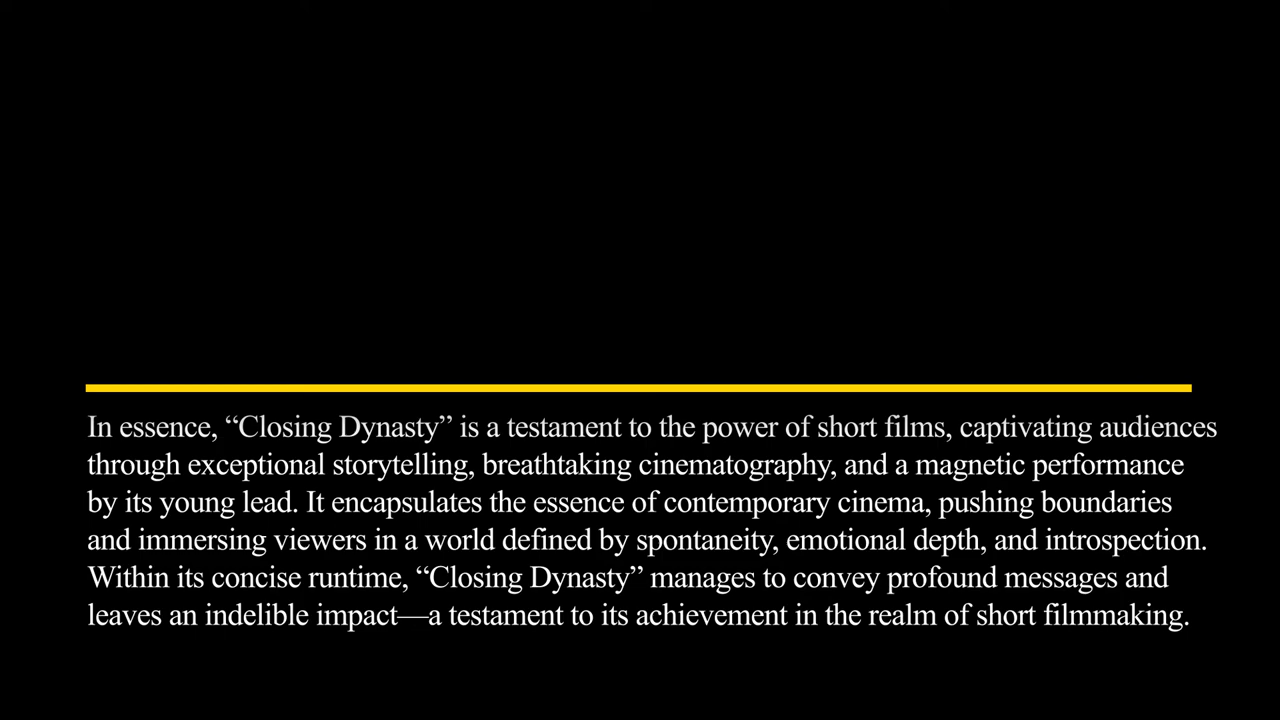 In essence, “Closing Dynasty” is a testament to the power of short films, captivating audiences
through exceptional storytelling, breathtaking cinematography, and a magnetic performance
by its young lead. It encapsulates the essence of contemporary cinema, pushing boundaries
and immersing viewers in a world defined by spontaneity, emotional depth, and introspection.
Within its concise runtime, “Closing Dynasty” manages to convey profound messages and
leaves an indelible impact—a testament to its achievement in the realm of short filmmaking.